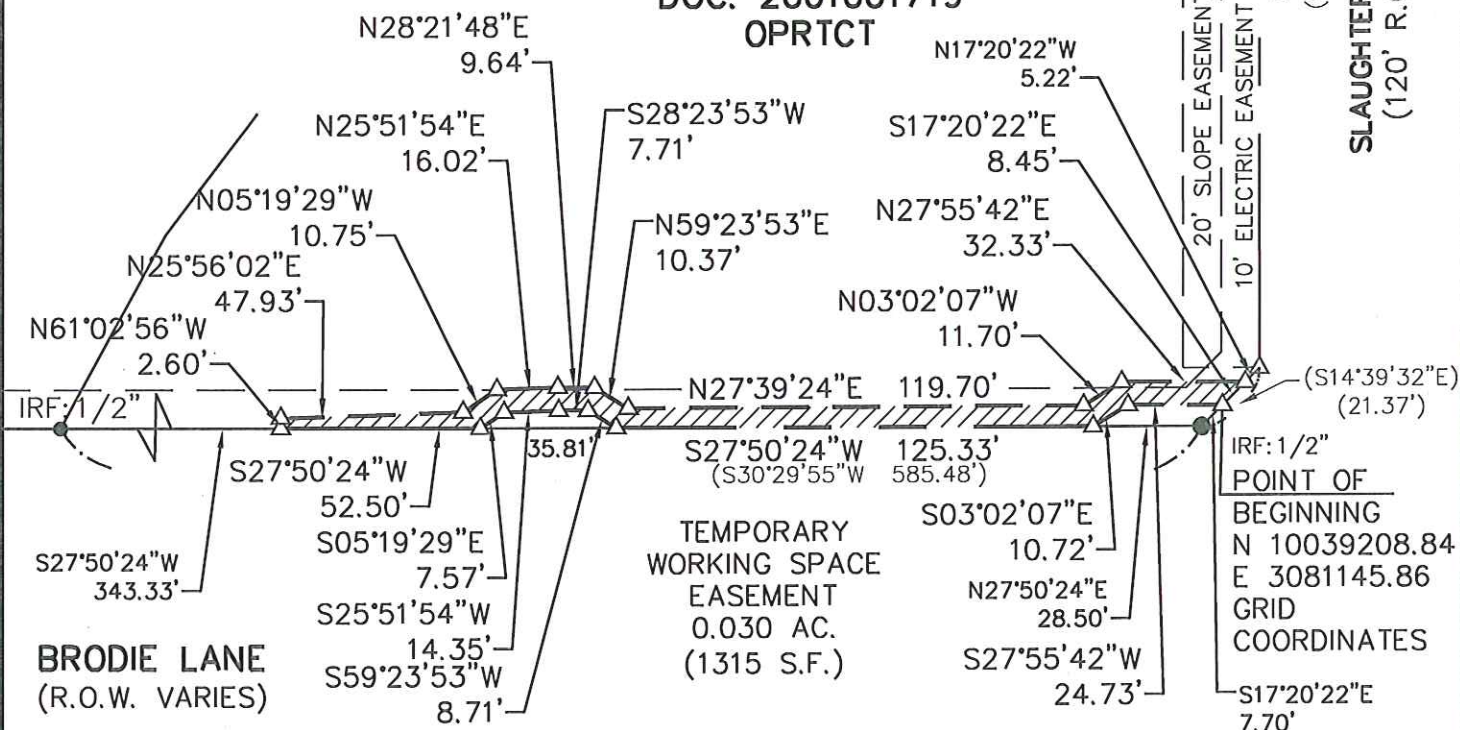 DOC. 2001001719
OPRTCT
N28°21'48"E
9.64'
N17°20'22"W
5.22'
20' SLOPE EASEMENT
10' ELECTRIC EASEMENT
SLAUGHTER
(120' R.O
N25°51'54"E
16.02'
S28°23'53"W
7.71'
S17°20'22"E
8.45'
N05°19'29"W
10.75'
N59°23'53"E
10.37'
N27°55'42"E
32.33'
N25°56'02"E
47.93'
N03°02'07"W
11.70'
N61°02'56"W
2.60'
N27°39'24"E 119.70'
(S14°39'32"E)
(21.37')
IRF: 1/2"
35.81'
S27°50'24"W 125.33'
(S30°29'55"W 585.48')
IRF: 1/2"
POINT OF
BEGINNING
N 10039208.84
E 3081145.86
GRID
COORDINATES
S27°50'24"W
52.50'
S05°19'29"E
7.57'
TEMPORARY
WORKING SPACE
EASEMENT
0.030 AC.
(1315 S.F.)
S03°02'07"E
10.72'
S27°50'24"W
343.33'
N27°50'24"E
28.50'
S25°51'54"W
14.35'
S27°55'42"W
24.73'
BRODIE LANE
(R.O.W. VARIES)
S59°23'53"W
8.71'
S17°20'22"E
7.70'